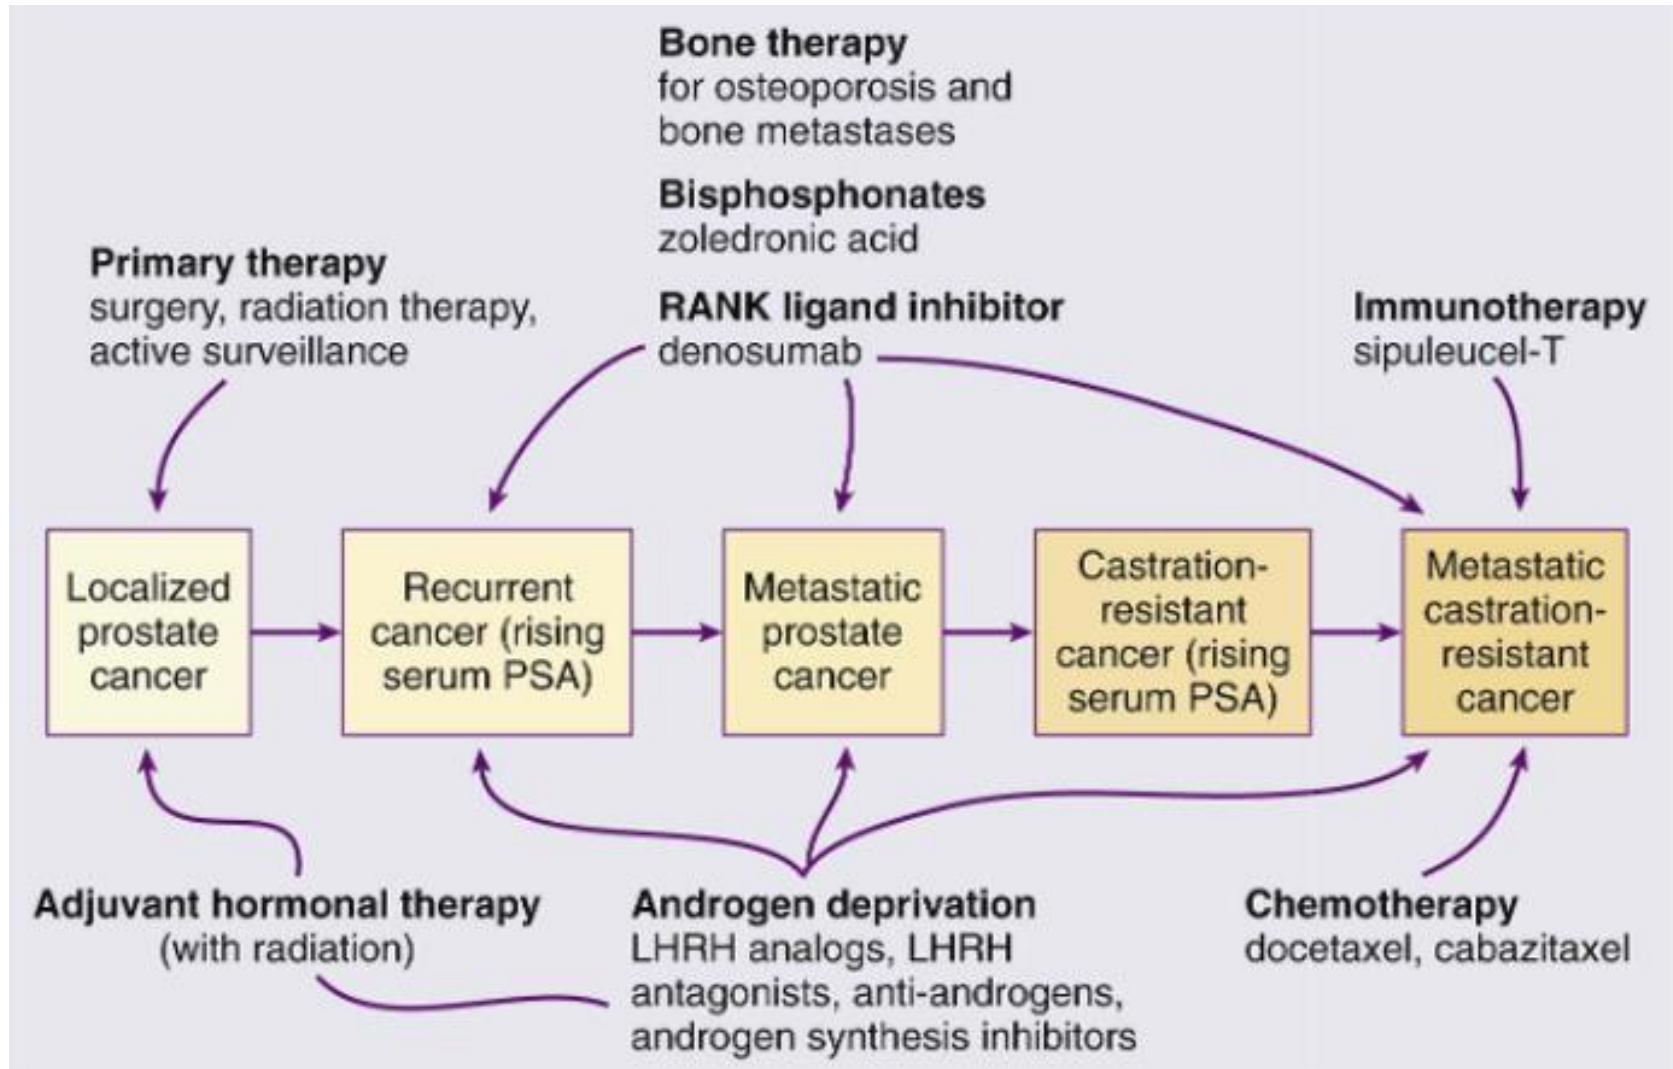 Bone therapy
for osteoporosis and
bone metastases
Bisphosphonates
zoledronic acid
RANK ligand inhibitor
denosumab
Primary therapy
surgery, radiation therapy,
active surveillance
Immunotherapy
sipuleucel-T
Localized
prostate
cancer
Recurrent
cancer (rising
serum PSA)
Metastatic
prostate
cancer
Castration-
resistant
cancer (rising
serum PSA)
Metastatic
castration-
resistant
cancer
Adjuvant hormonal therapy
(with radiation)
Androgen deprivation
LHRH analogs, LHRH
antagonists, anti-androgens,
androgen synthesis inhibitors
Chemotherapy
docetaxel, cabazitaxel